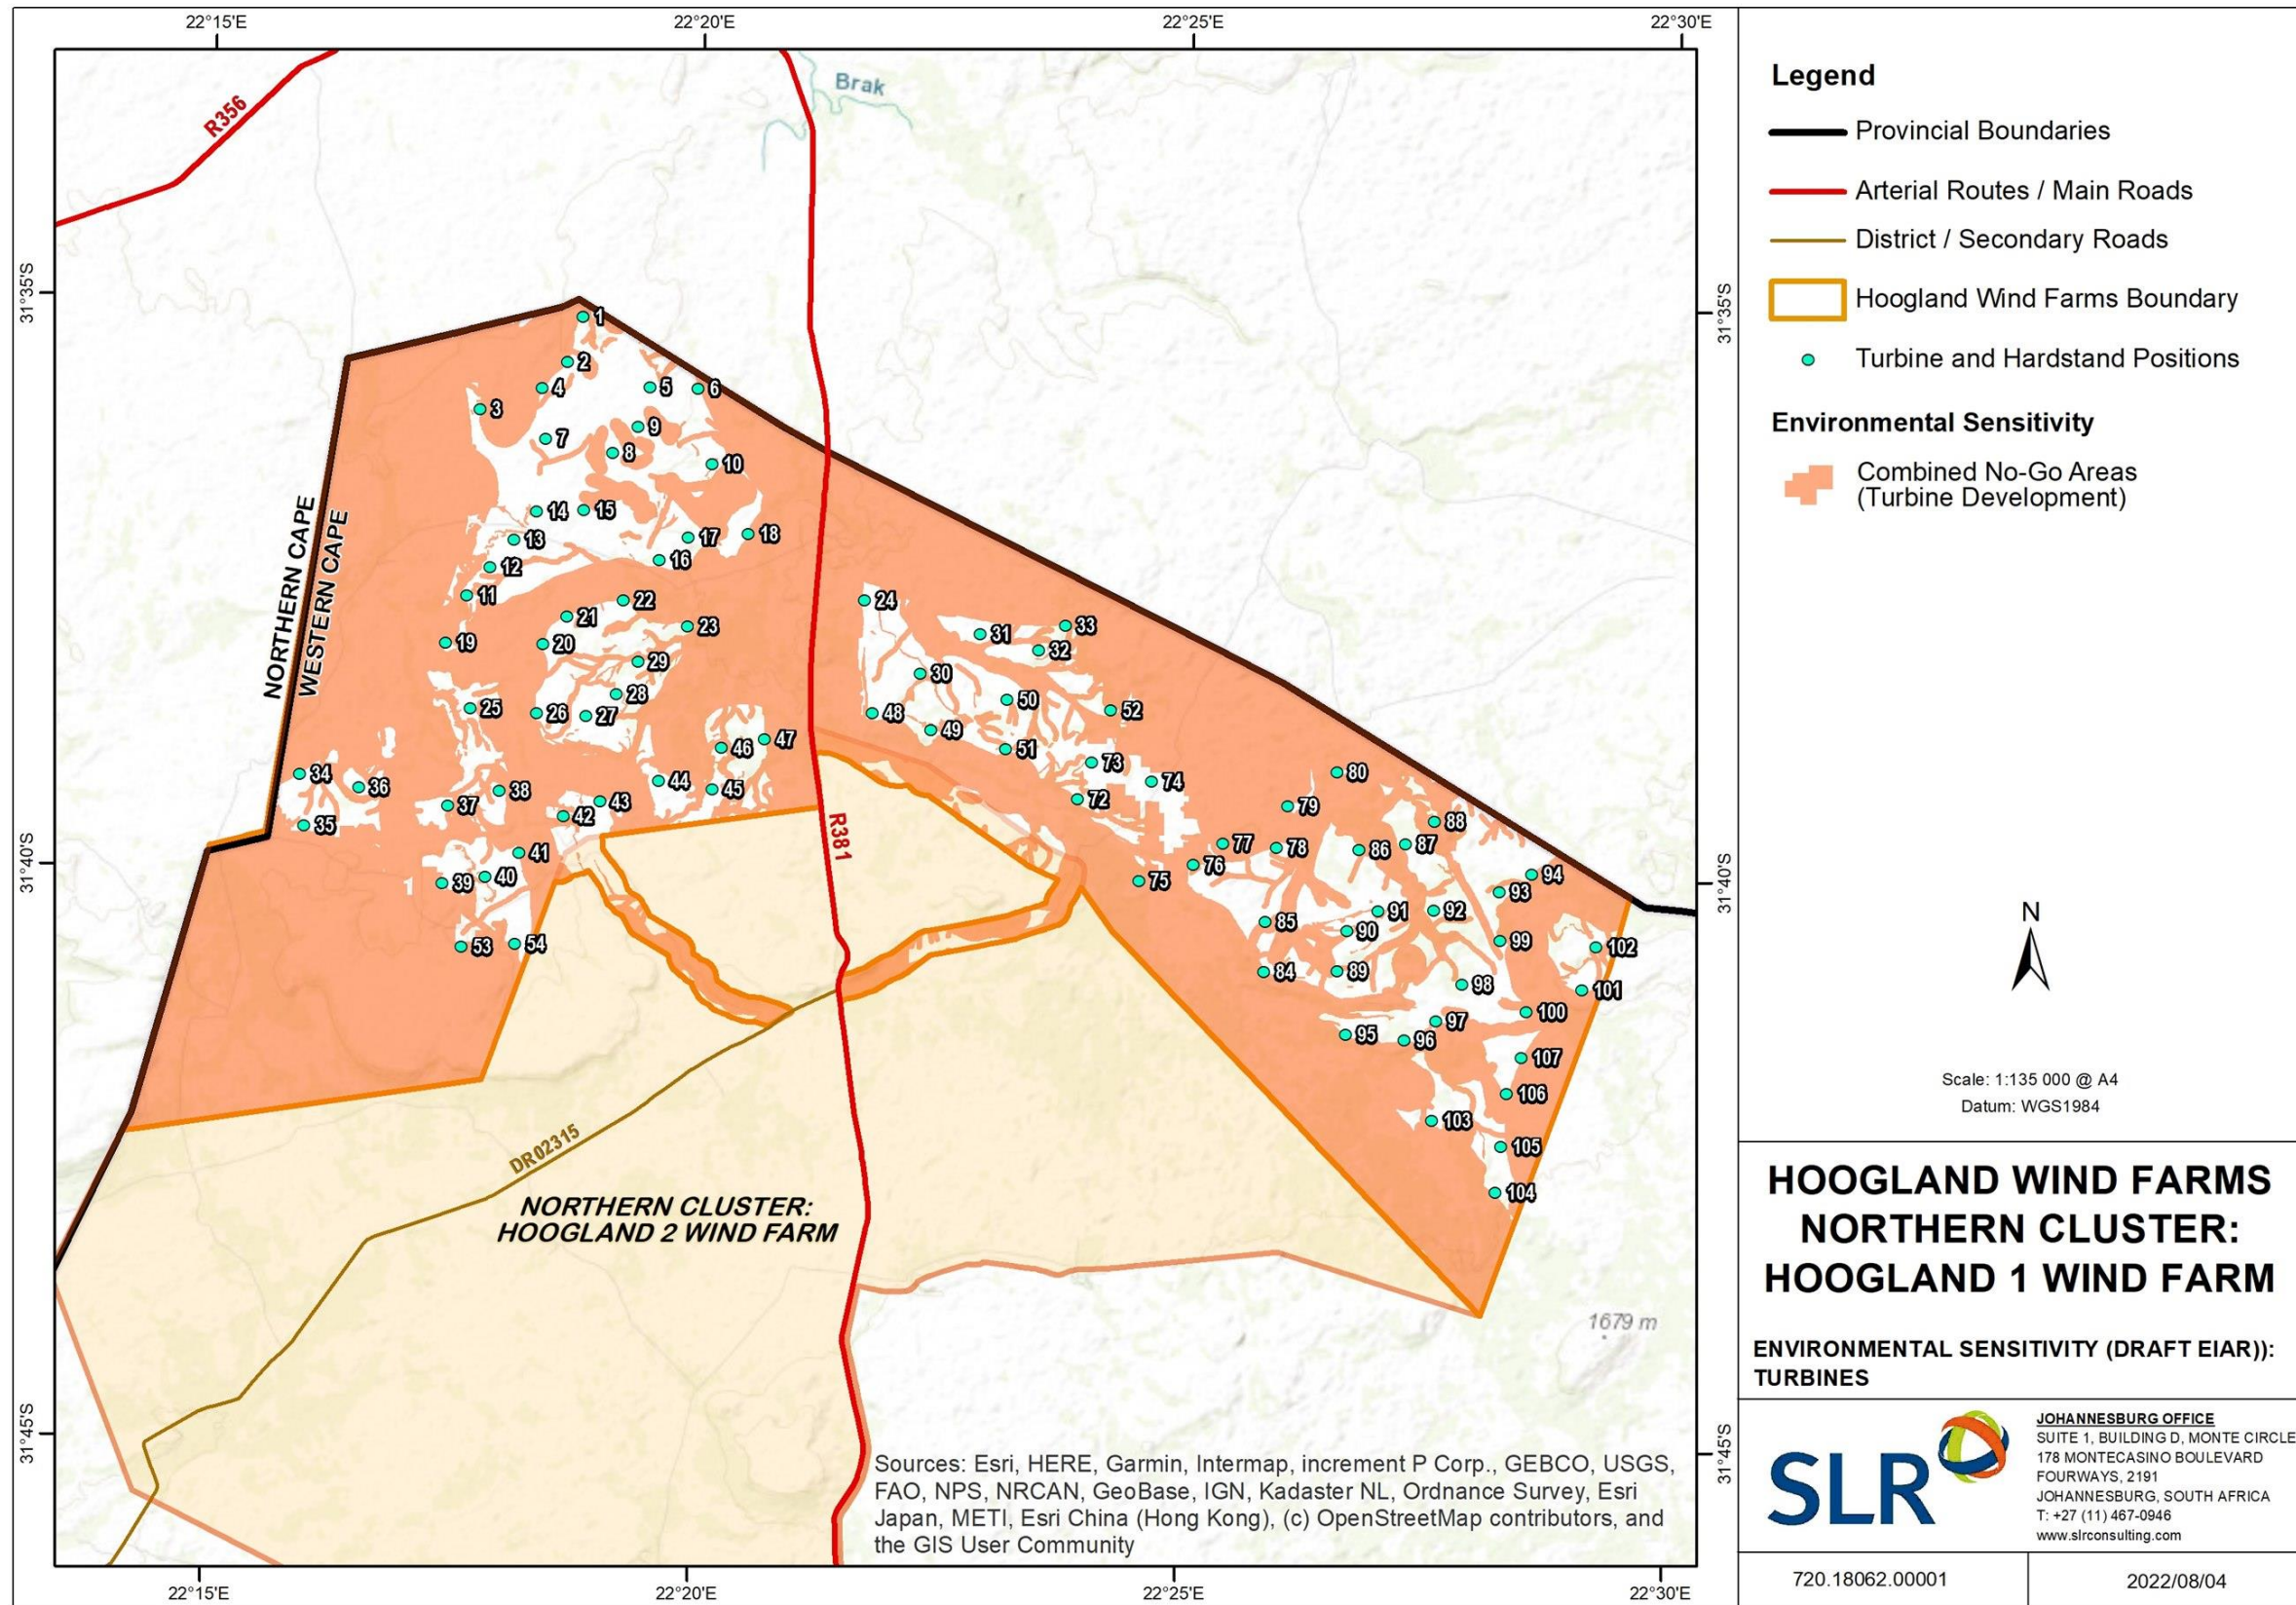 22°15'E
22°20'E
22°25'E
22°30'E
31°35'S
31°40'S
31°45'S
31°35'S
31°40'S
31°45'S
22°15'E
22°20'E
22°25'E
22°30'E
Brak
R356
R381
DR02315
NORTHERN CAPE
WESTERN CAPE
1
2
3
4
5
6
7
8
9
10
11
12
13
14
15
16
17
18
19
20
21
22
23
24
25
26
27
28
29
30
31
32
33
34
35
36
37
38
39
40
41
42
43
44
45
46
47
48
49
50
51
52
53
54
72
73
74
75
76
77
78
79
80
84
85
86
87
88
89
90
91
92
93
94
95
96
97
98
99
100
101
102
103
104
105
106
107
NORTHERN CLUSTER:
HOOGLAND 2 WIND FARM
1679 m
Sources: Esri, HERE, Garmin, Intermap, increment P Corp., GEBCO, USGS,
FAO, NPS, NRCAN, GeoBase, IGN, Kadaster NL, Ordnance Survey, Esri
Japan, METI, Esri China (Hong Kong), (c) OpenStreetMap contributors, and
the GIS User Community
Legend
Provincial Boundaries
Arterial Routes / Main Roads
District / Secondary Roads
Hoogland Wind Farms Boundary
Turbine and Hardstand Positions
Environmental Sensitivity
Combined No-Go Areas
(Turbine Development)
N
Scale: 1:135 000 @ A4
Datum: WGS1984
HOOGLAND WIND FARMS
NORTHERN CLUSTER:
HOOGLAND 1 WIND FARM
ENVIRONMENTAL SENSITIVITY (DRAFT EIAR)):
TURBINES
SLR
JOHANNESBURG OFFICE
SUITE 1, BUILDING D, MONTE CIRCLE
178 MONTECASINO BOULEVARD
FOURWAYS, 2191
JOHANNESBURG, SOUTH AFRICA
T: +27 (11) 467-0946
www.slrconsulting.com
720.18062.00001
2022/08/04